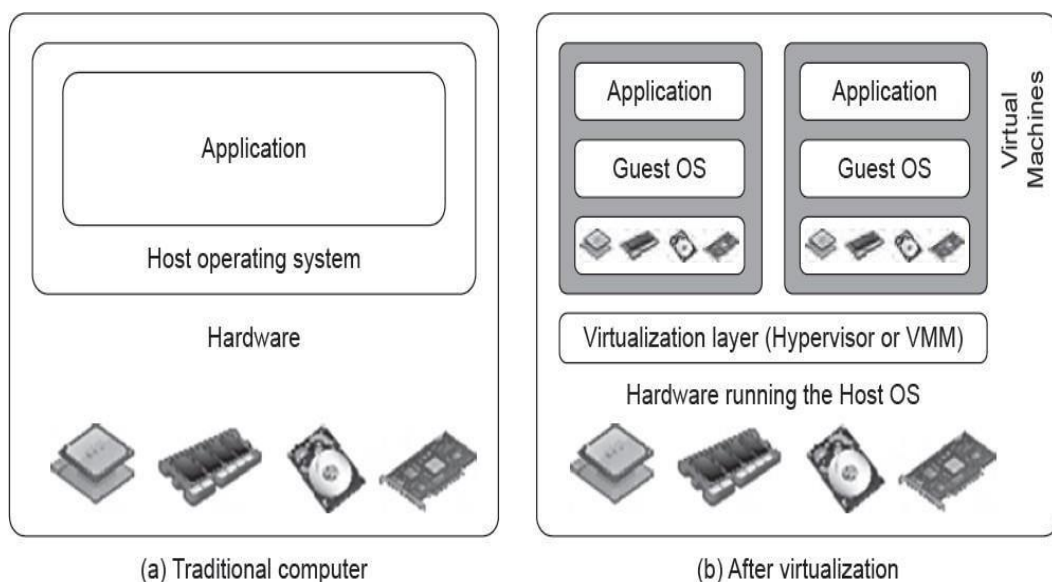 Application
Host operating system
Hardware
(a) Traditional computer
Application
Guest OS
Application
Guest OS
Virtual
Machines
Virtualization layer (Hypervisor or VMM)
Hardware running the Host OS
(b) After virtualization